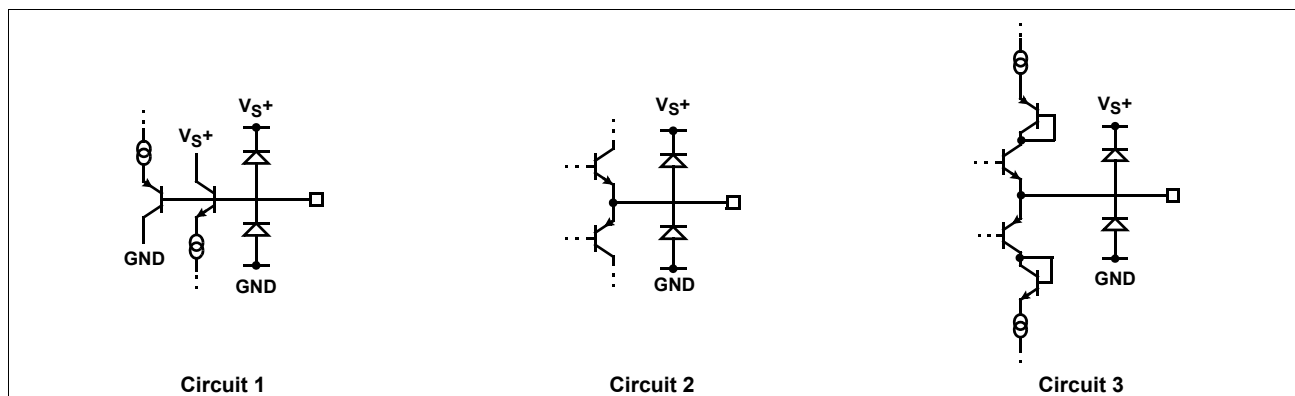 VS+
VS+
GND
GND
Circuit 1
VS+
GND
Circuit 2
VS+
GND
Circuit 3